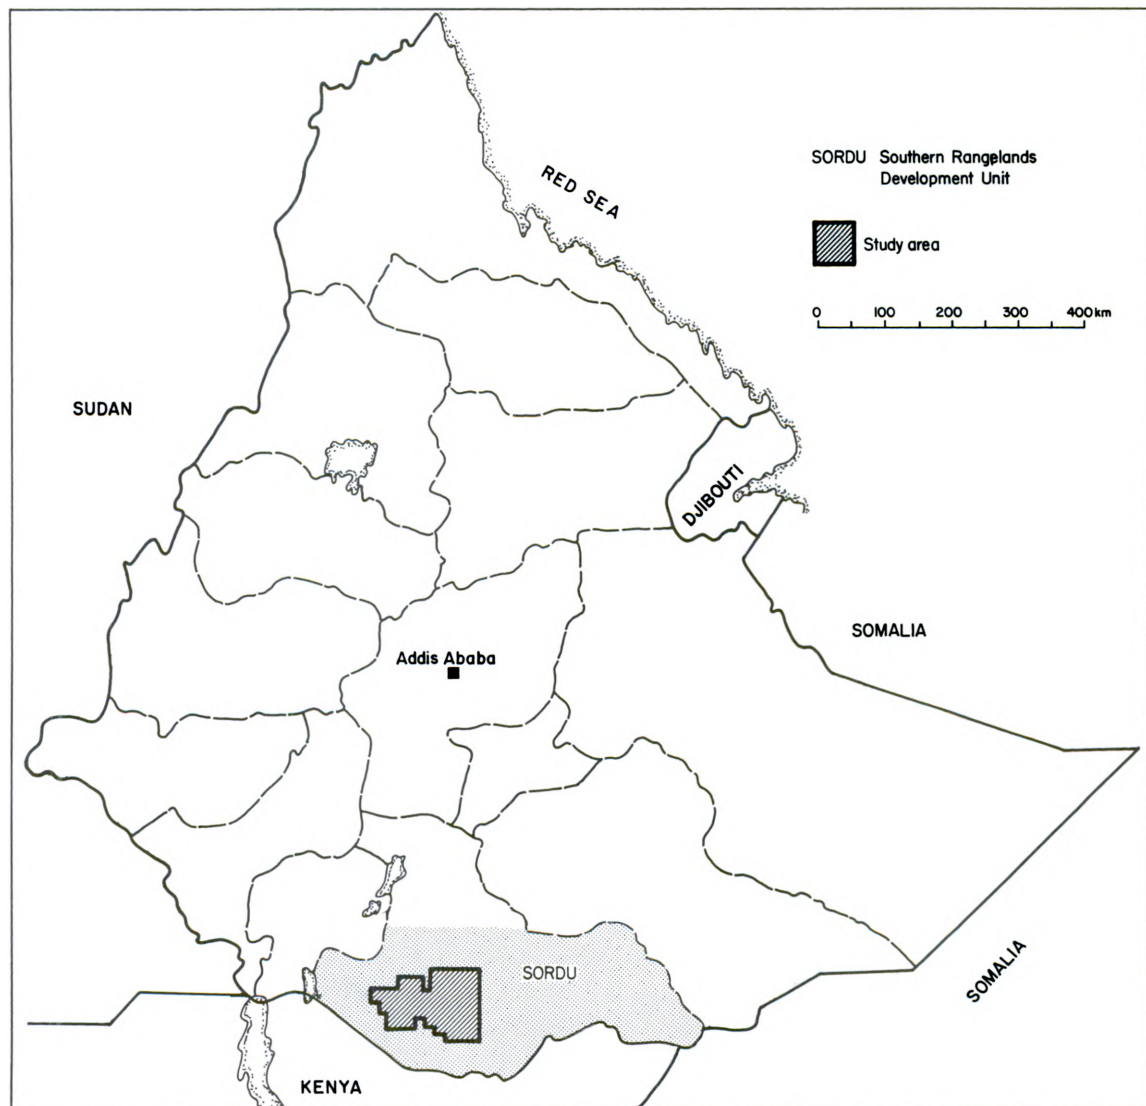 SORDU Southern Rangelands
Development Unit
RED SEA
Study area
0 100 200 300 400 km
SUDAN
DJIBOUTI
SOMALIA
Addis Ababa
SORDU
SOMALIA
KENYA